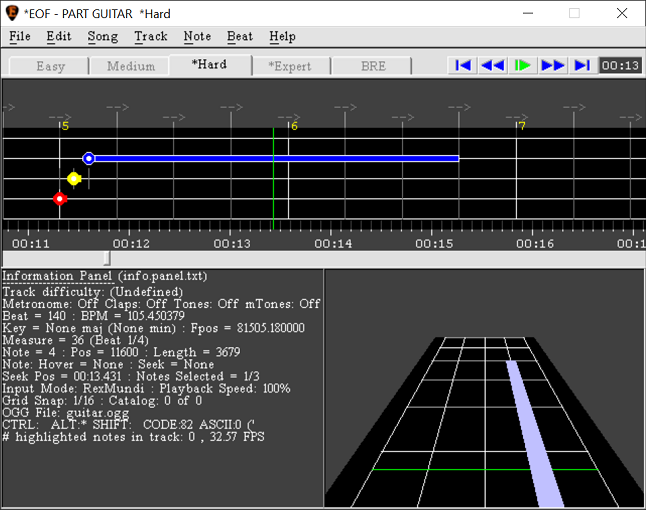 *EOF - PART GUITAR *Hard
File Edit Song Track Note Beat Help
Easy Medium *Hard *Expert BRE 00:13
--> --> --> --> --> --> --> --> --> --> --> -->
5 6 7
00:11 00:12 00:13 00:14 00:15 00:16 00:1
Information Panel (info.panel.txt)
----------------------------
Track difficulty: (Undefined)
Metronome: Off Claps: Off Tones: Off mTones: Off
Beat = 140 : BPM = 105.450379
Key = None maj (None min) : Fpos = 81505.180000
Measure = 36 (Beat 1/4)
Note = 4 : Pos = 11600 : Length = 3679
Note: Hover = None : Seek = None
Seek Pos = 00:13.431 : Notes Selected = 1/3
Input Mode: RexMundi : Playback Speed: 100%
Grid Snap: 1/16 : Catalog: 0 of 0
OGG File: guitar.ogg
CTRL: ALT:* SHIFT: CODE:82 ASCII:0 ('
# highlighted notes in track: 0 , 32.57 FPS